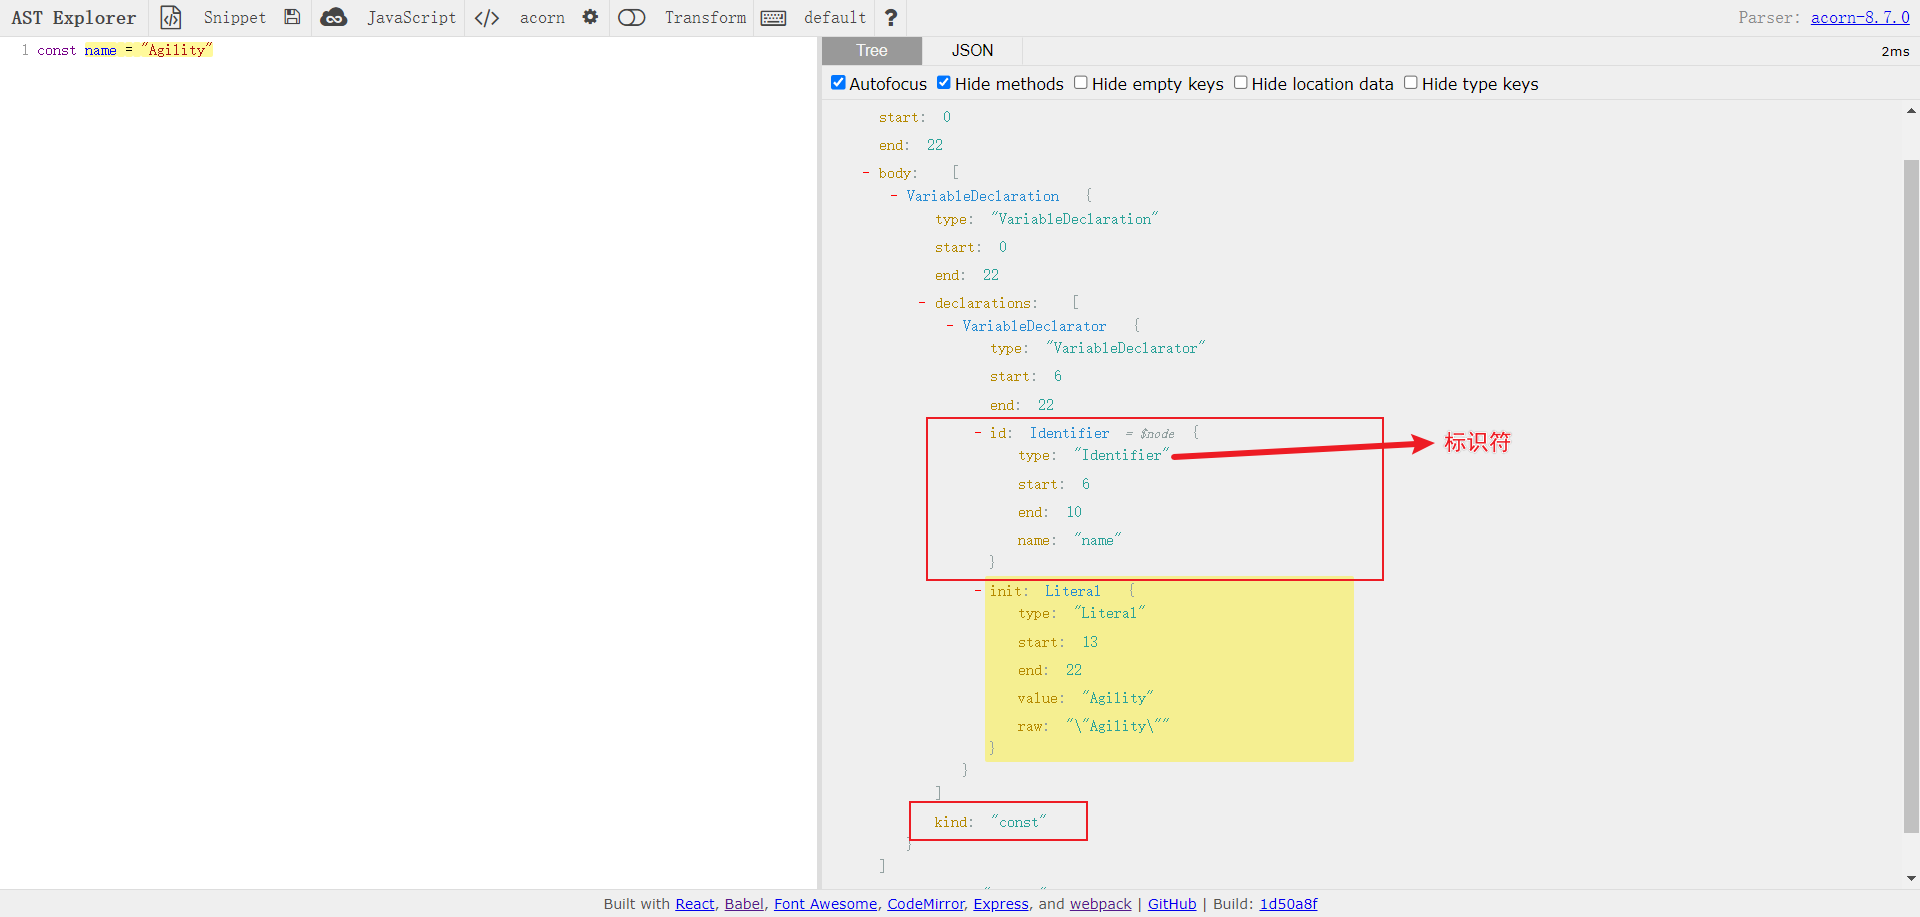 AST Explorer Snippet JavaScript </> acorn Transform default ? Parser: acorn-8.7.0
1 const name = "Agility"
Tree JSON 2ms
Autofocus Hide methods Hide empty keys Hide location data Hide type keys
start: 0
end: 22
- body: [
- VariableDeclaration {
type: "VariableDeclaration"
start: 0
end: 22
- declarations: [
- VariableDeclarator {
type: "VariableDeclarator"
start: 6
end: 22
- id: Identifier = $node {
type: "Identifier"
标识符
start: 6
end: 10
name: "name"
}
- init: Literal {
type: "Literal"
start: 13
end: 22
value: "Agility"
raw: "\"Agility\""
}
}
]
kind: "const"
}
]
Built with React, Babel, Font Awesome, CodeMirror, Express, and webpack | GitHub | Build: 1d50a8f